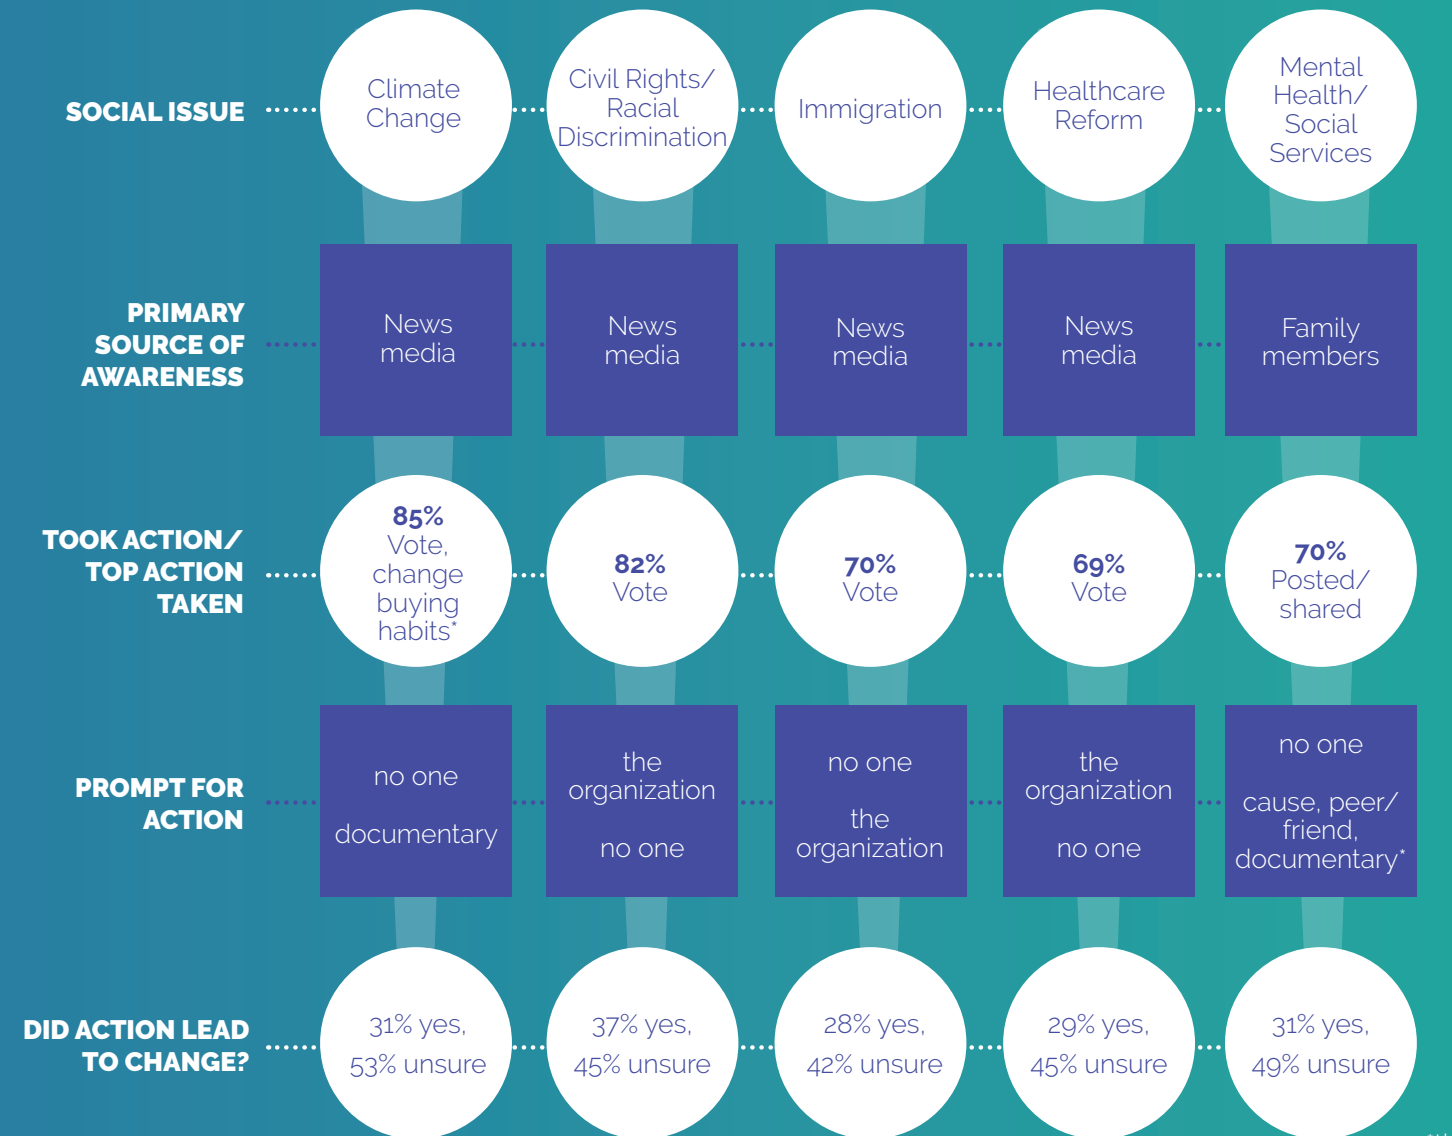 SOCIAL ISSUE
Climate
Change
Civil Rights/
Racial
Discrimination
Immigration
Healthcare
Reform
Mental
Health/
Social
Services
PRIMARY
SOURCE OF
AWARENESS
News
media
News
media
News
media
News
media
Family
members
TOOK ACTION/
TOP ACTION
TAKEN
85%
Vote,
change
buying
habits*
82%
Vote
70%
Vote
69%
Vote
70%
Posted/
shared
PROMPT FOR
ACTION
no one
documentary
the
organization
no one
no one
the
organization
the
organization
no one
no one
cause, peer/
friend,
documentary*
DID ACTION LEAD
TO CHANGE?
31% yes,
53% unsure
37% yes,
45% unsure
28% yes,
42% unsure
29% yes,
45% unsure
31% yes,
49% unsure